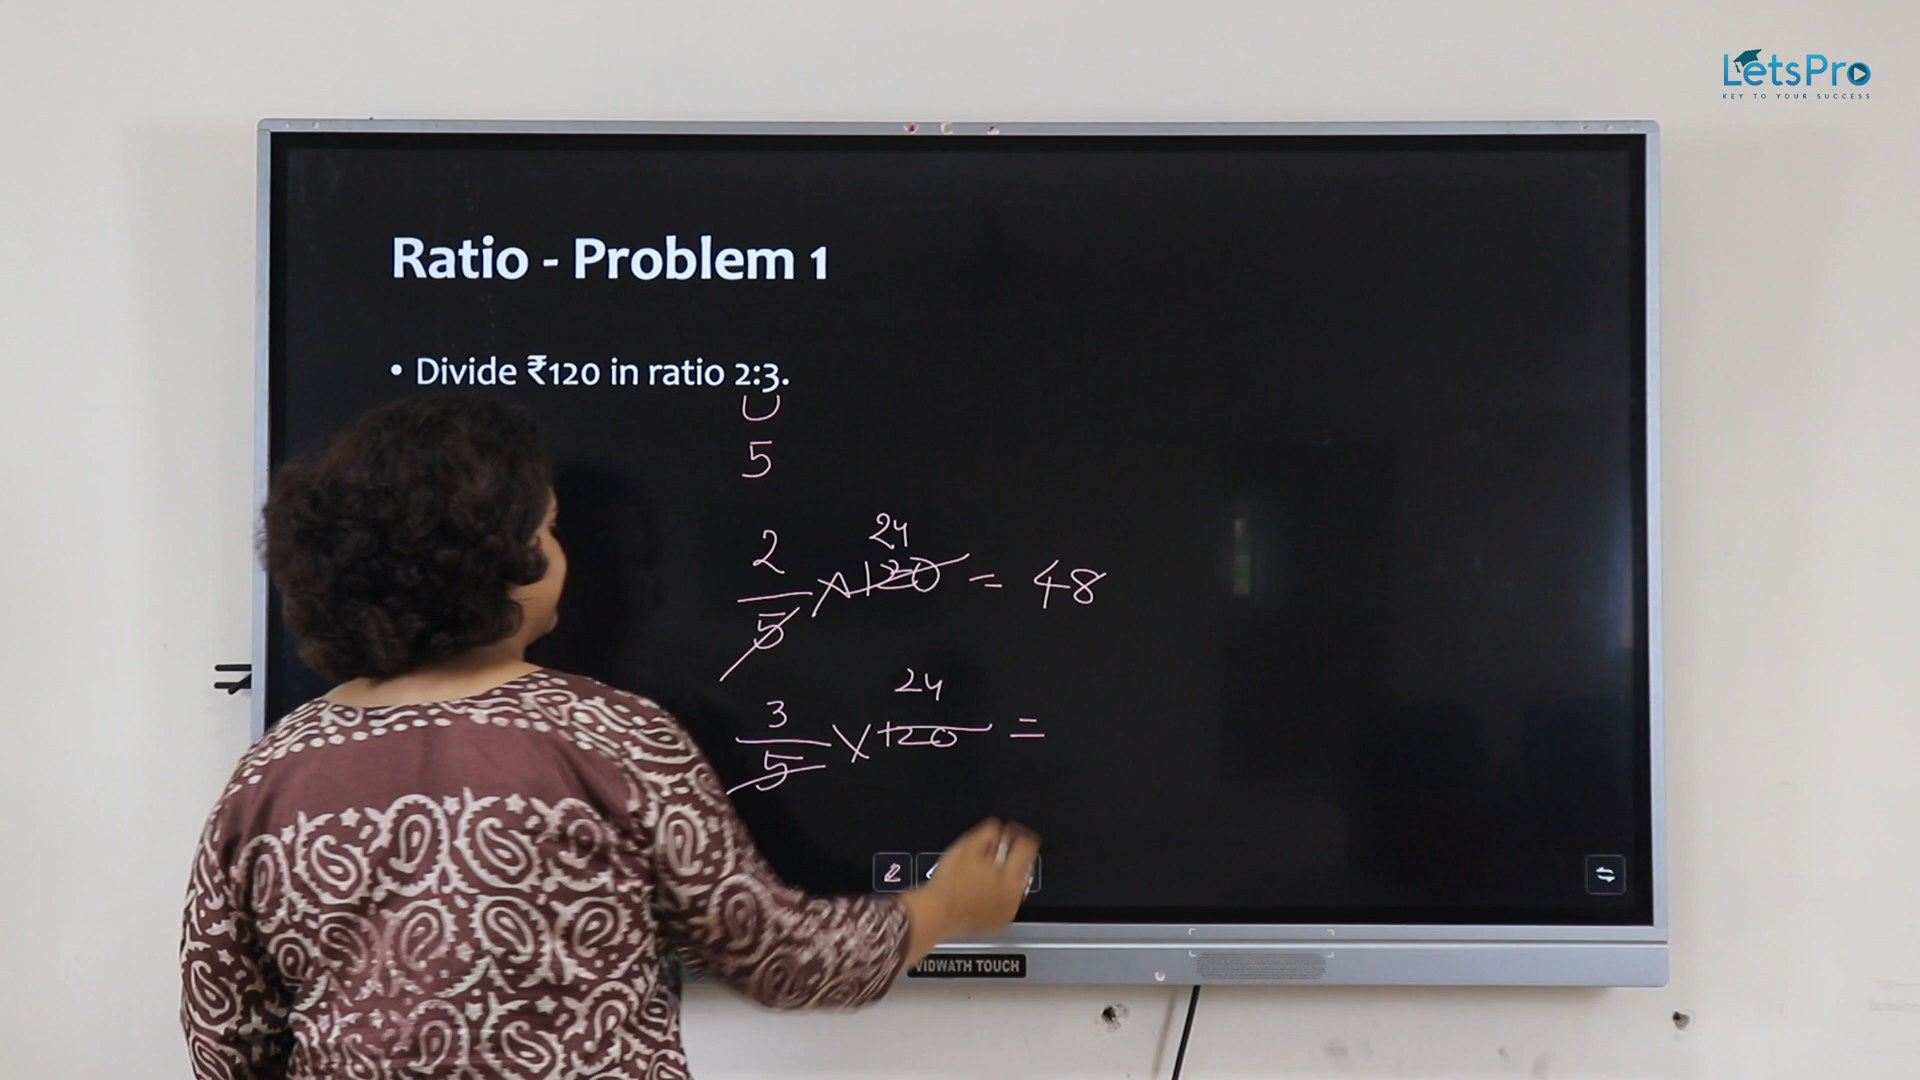 LetsPro
KEY TO YOUR SUCCESS
Ratio - Problem 1
• Divide ₹120 in ratio 2:3.
5
24
2/5 × 120 = 48
24
3/5 × 120 =
VIDWATH TOUCH